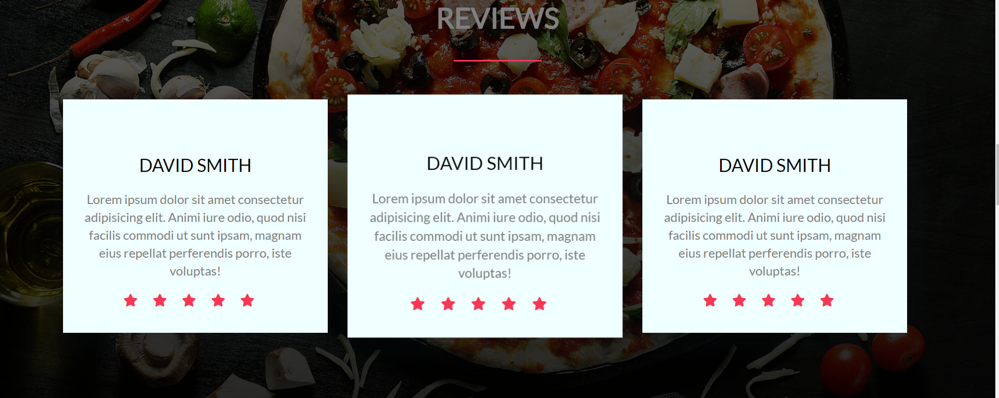 REVIEWS
DAVID SMITH
Lorem ipsum dolor sit amet consectetur
adipisicing elit. Animi iure odio, quod nisi
facilis commodi ut sunt ipsam, magnam
eius repellat perferendis porro, iste
voluptas!
DAVID SMITH
Lorem ipsum dolor sit amet consectetur
adipisicing elit. Animi iure odio, quod nisi
facilis commodi ut sunt ipsam, magnam
eius repellat perferendis porro, iste
voluptas!
DAVID SMITH
Lorem ipsum dolor sit amet consectetur
adipisicing elit. Animi iure odio, quod nisi
facilis commodi ut sunt ipsam, magnam
eius repellat perferendis porro, iste
voluptas!